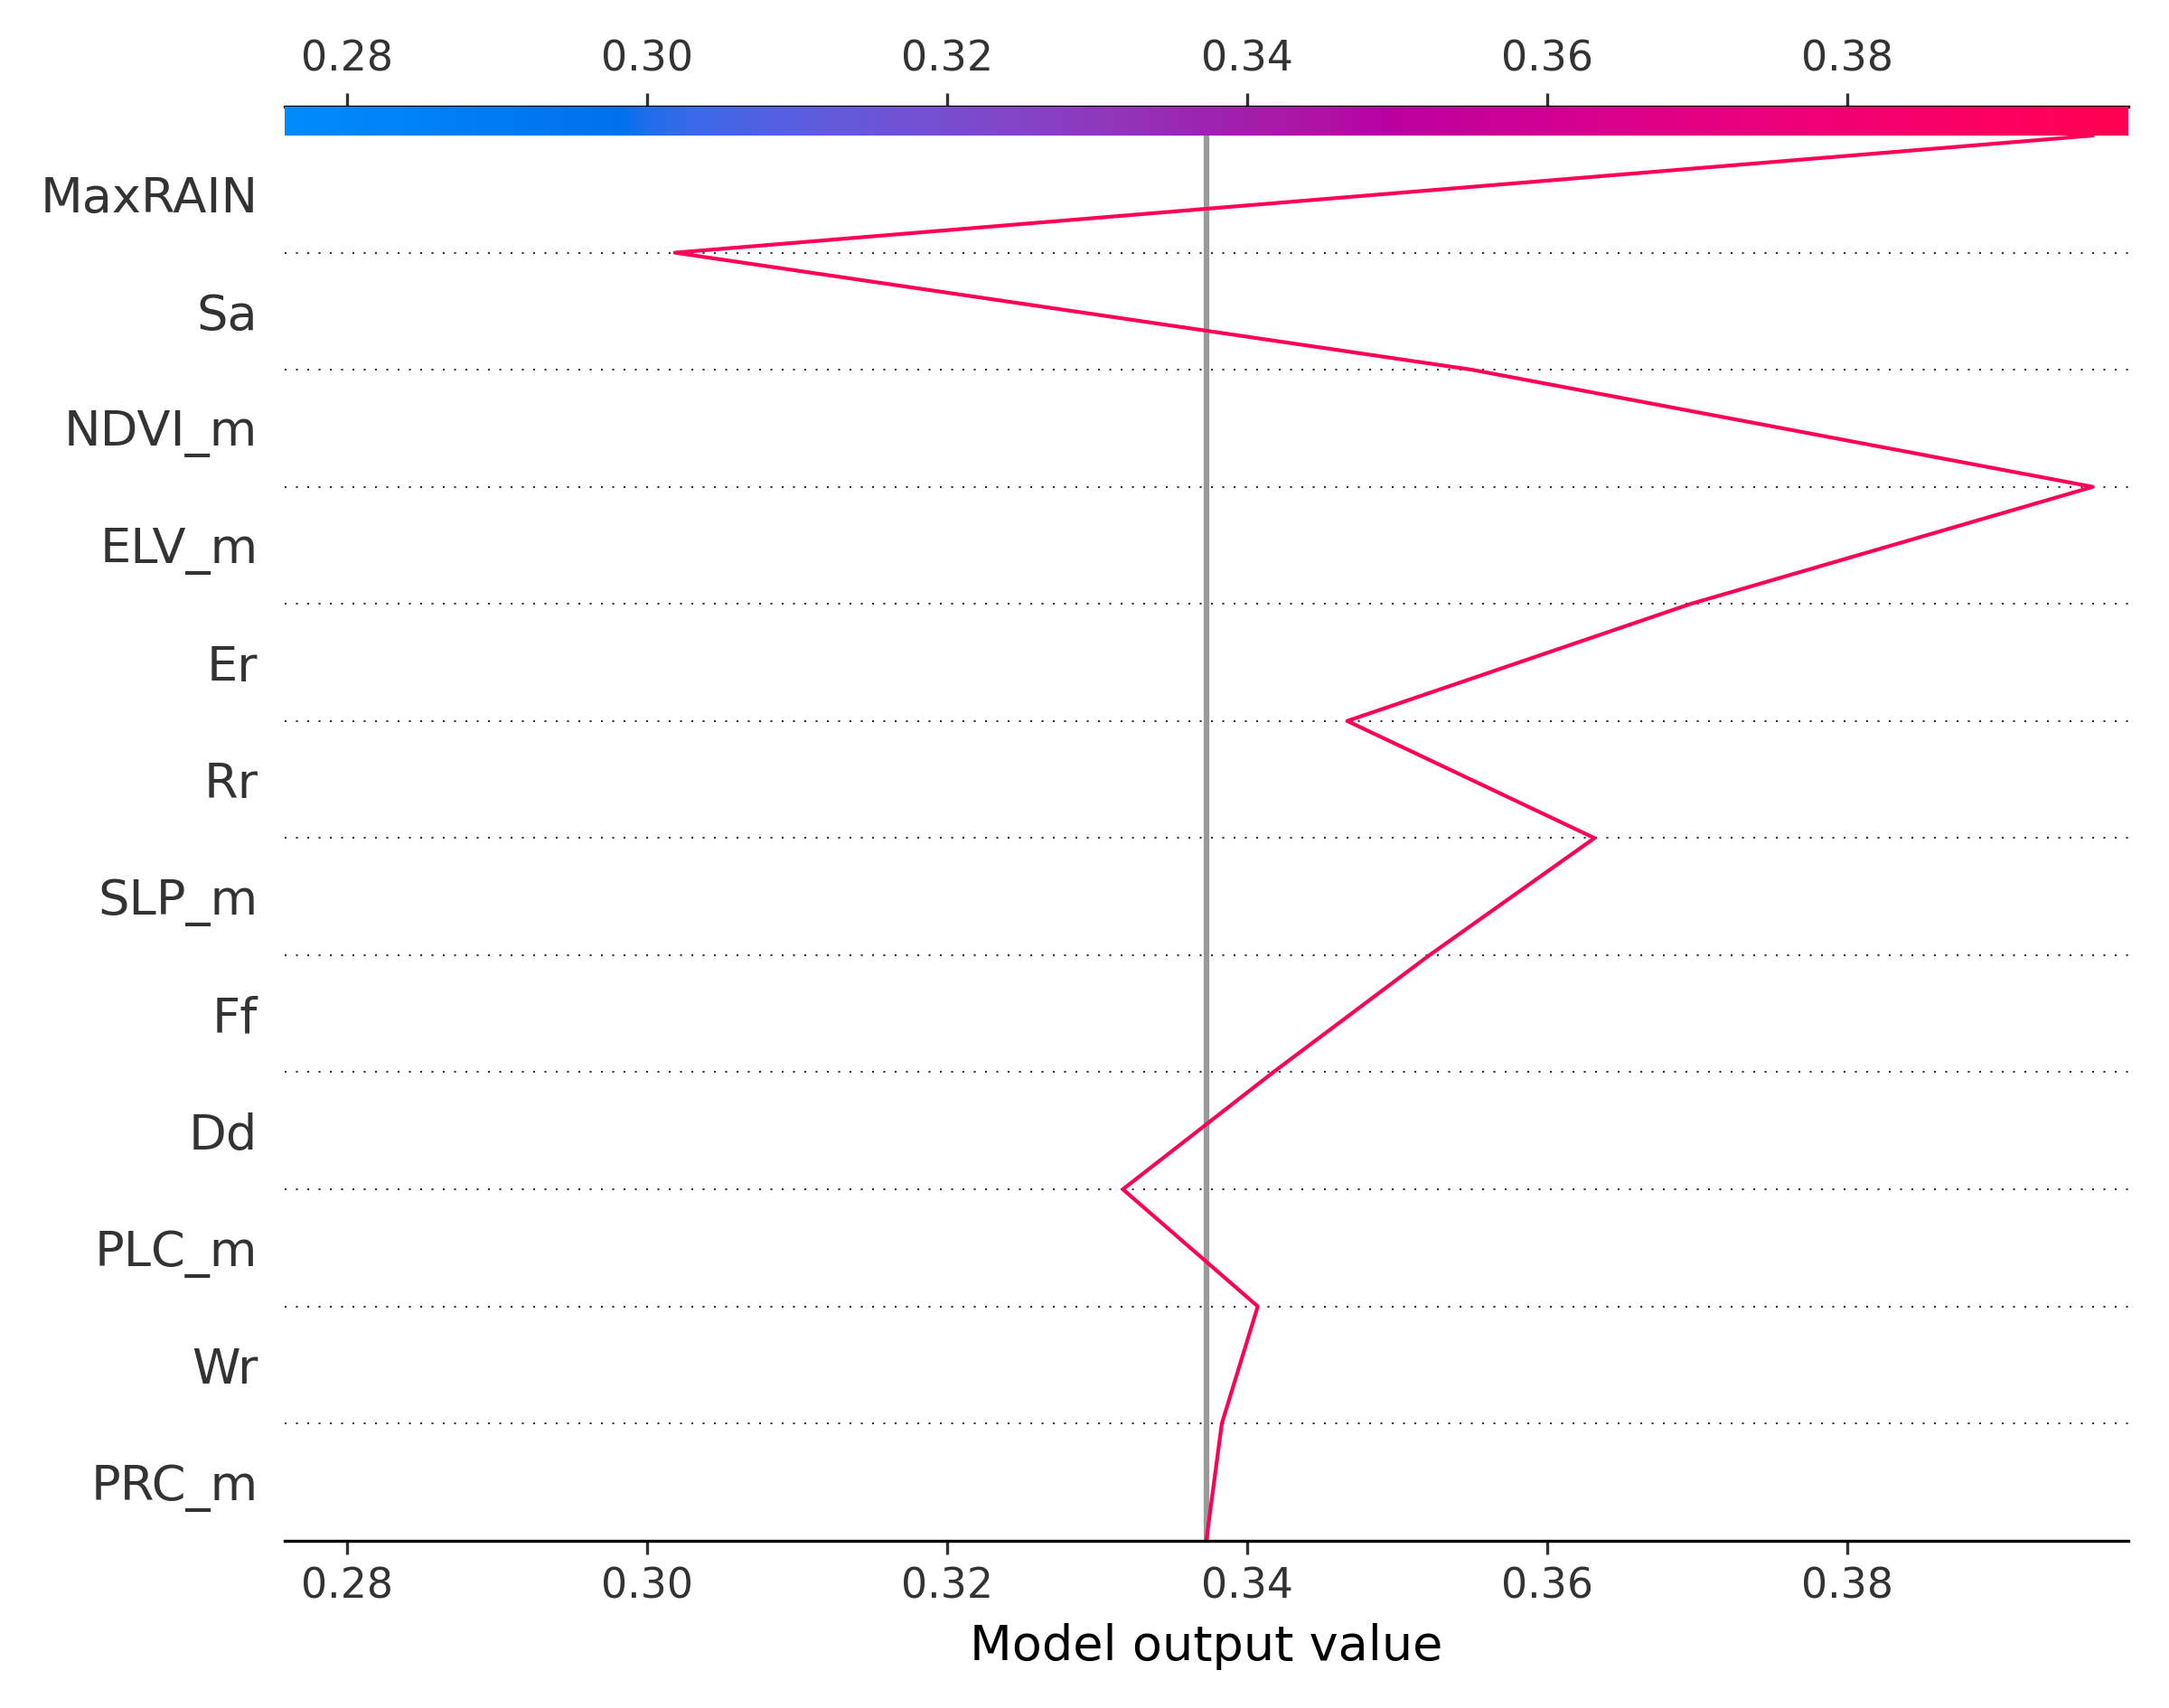 0.28 0.30 0.32 0.34 0.36 0.38
MaxRAIN
Sa
NDVI_m
ELV_m
Er
Rr
SLP_m
Ff
Dd
PLC_m
Wr
PRC_m
0.28 0.30 0.32 0.34 0.36 0.38
Model output value